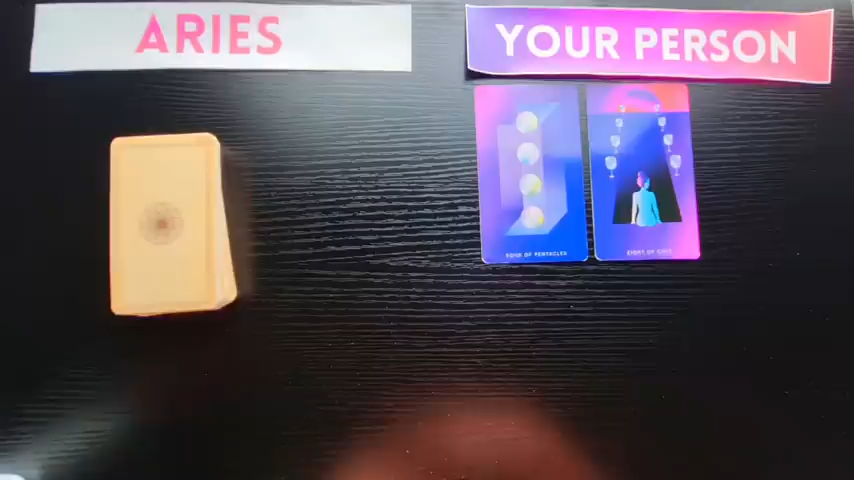 ARIES
YOUR PERSON
FOUR OF PENTACLES
EIGHT OF CUPS